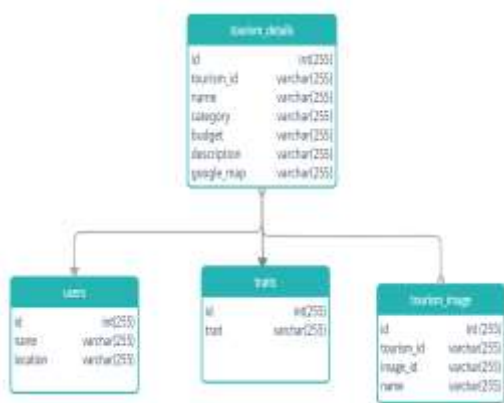 tourism_details
id int(255)
tourism_id varchar(255)
name varchar(255)
category varchar(255)
budget varchar(255)
description varchar(255)
google_map varchar(255)
users
id int(255)
name varchar(255)
location varchar(255)
traits
id int(255)
trait varchar(255)
tourism_image
id int(255)
tourism_id varchar(255)
image_id varchar(255)
name varchar(255)